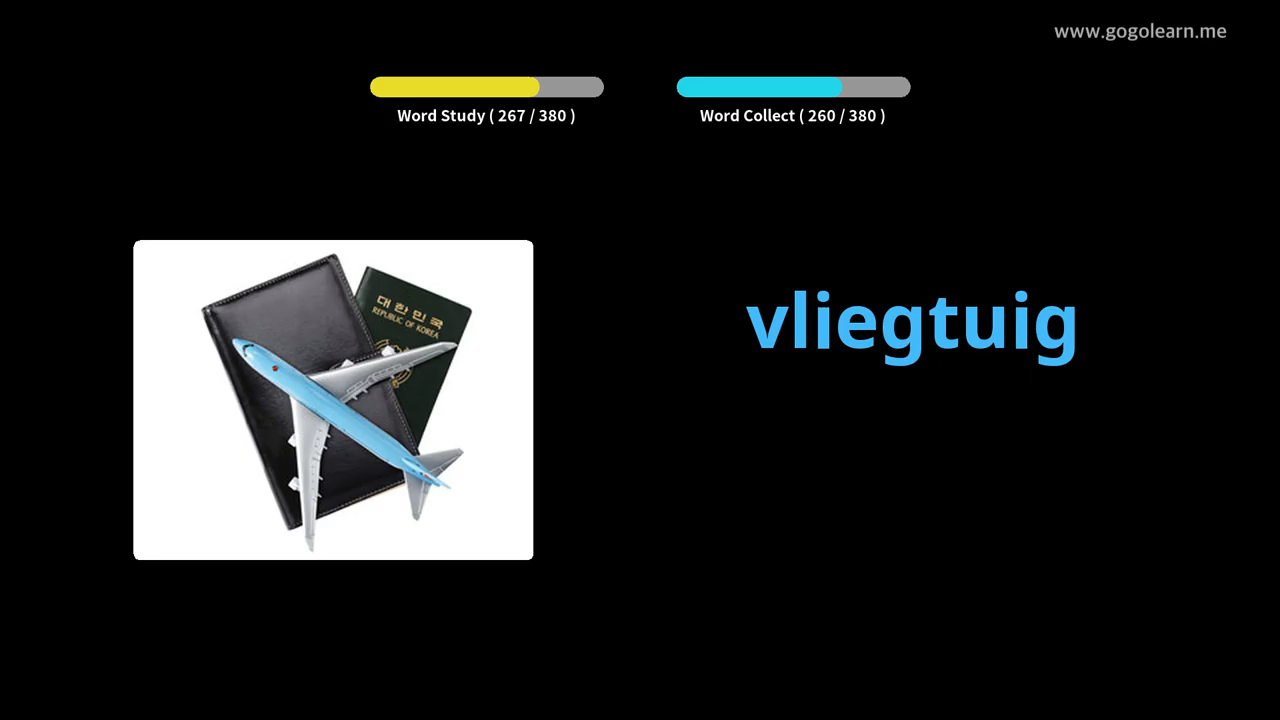 www.gogolearn.me
Word Study ( 267 / 380 )
Word Collect ( 260 / 380 )
대한민국
REPUBLIC OF KOREA
vliegtuig